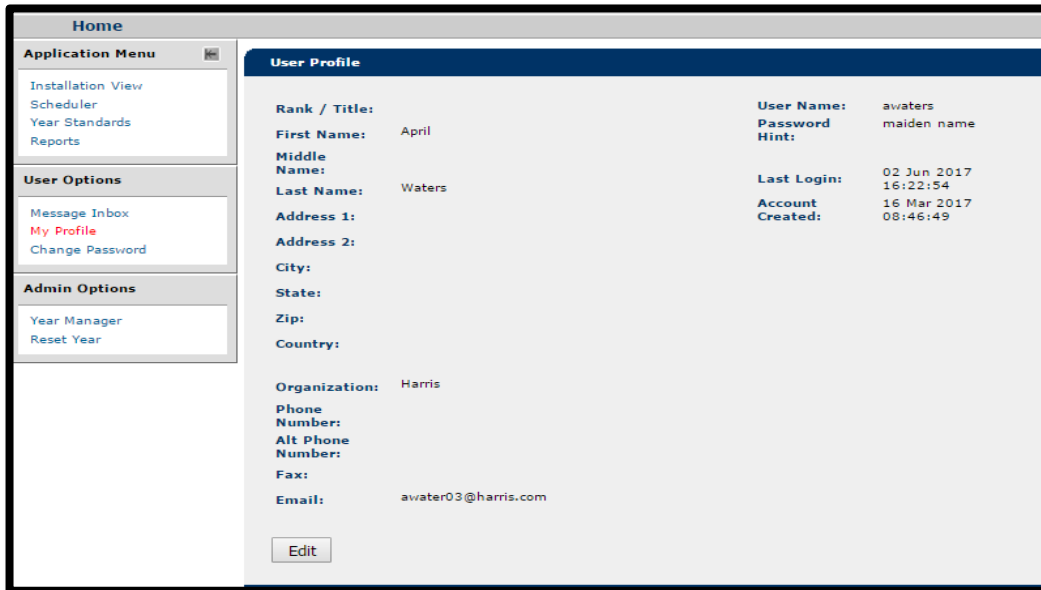 Home
Application Menu
Installation View
Scheduler
Year Standards
Reports
User Options
Message Inbox
My Profile
Change Password
Admin Options
Year Manager
Reset Year
User Profile
Rank / Title:
First Name: April
Middle
Name:
Last Name: Waters
Address 1:
Address 2:
City:
State:
Zip:
Country:
Organization: Harris
Phone
Number:
Alt Phone
Number:
Fax:
Email: awater03@harris.com
Edit
User Name: awaters
Password maiden name
Hint:
Last Login: 02 Jun 2017
16:22:54
Account 16 Mar 2017
Created: 08:46:49